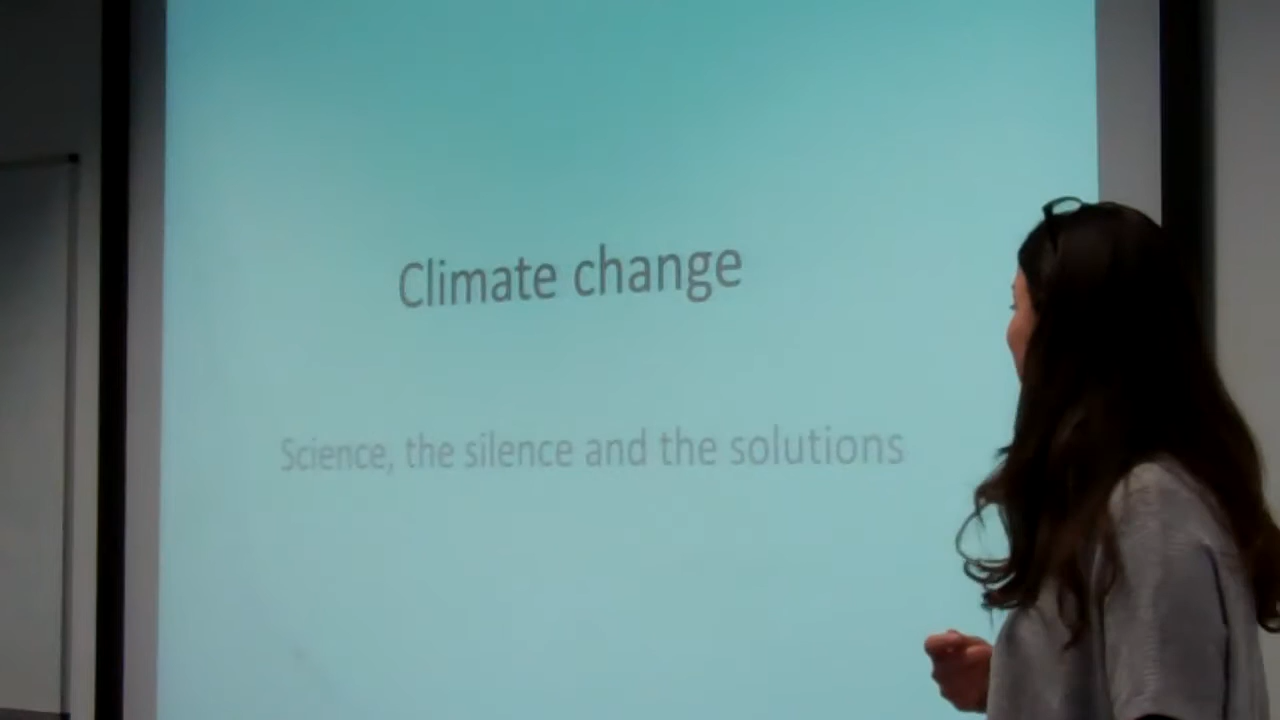 Climate change
Science, the silence and the solutions